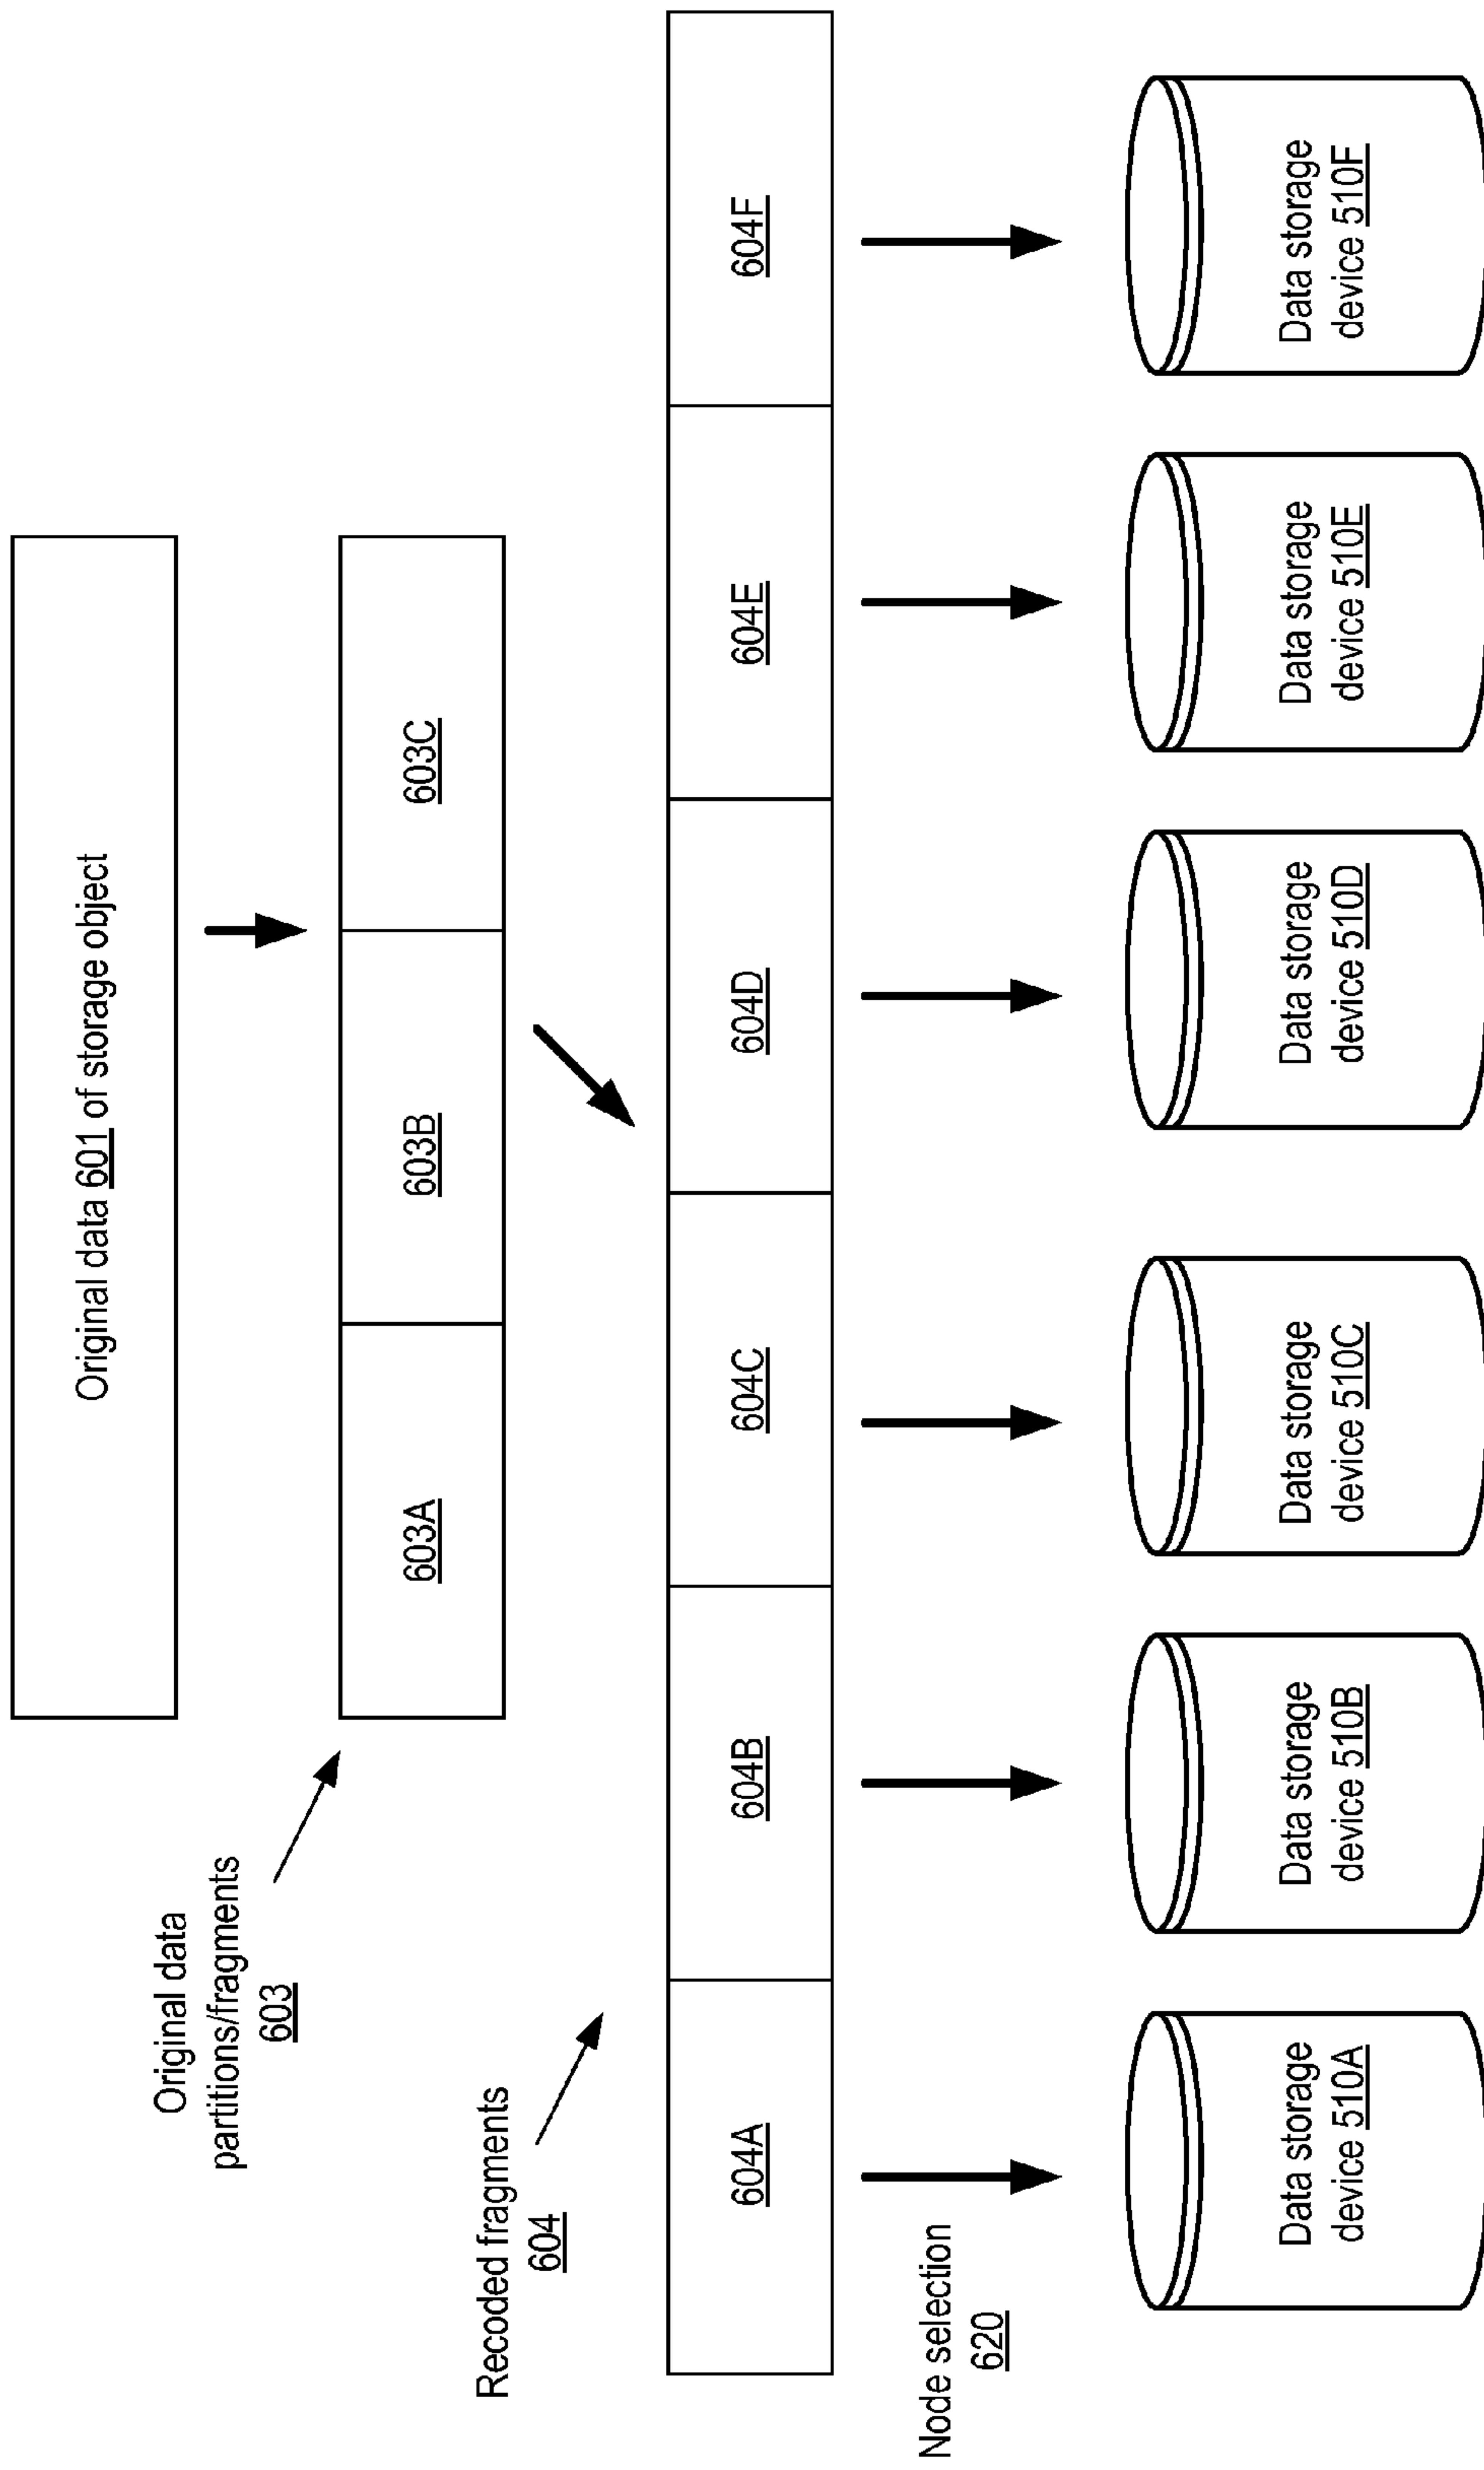 Original data 601 of storage object
Original data
partitions/fragments
603
603A
603B
603C
Recoded fragments
604
604A
604B
604C
604D
604E
604F
Node selection
620
Data storage
device 510A
Data storage
device 510B
Data storage
device 510C
Data storage
device 510D
Data storage
device 510E
Data storage
device 510F